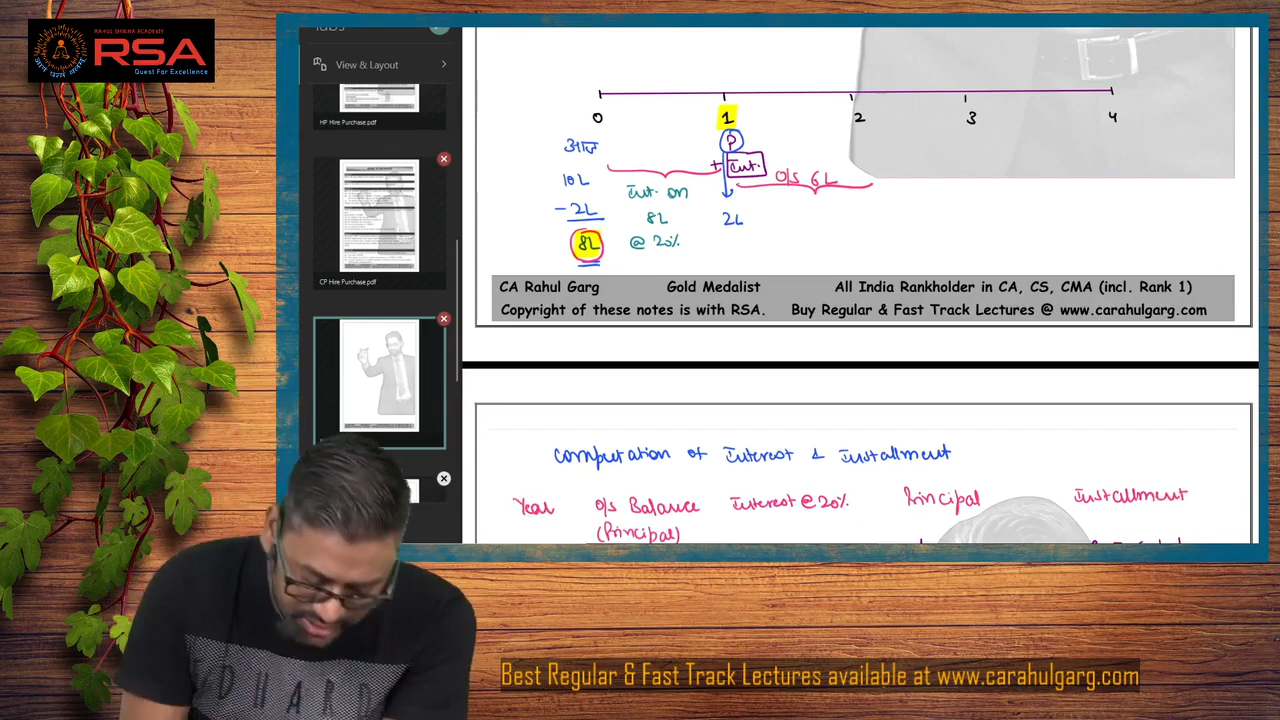 RAHUL SHIKHA ACADEMY
RSA
Quest For Excellence
View & Layout
HP Hire Purchase.pdf
CP Hire Purchase.pdf
0 1 2 3 4
आज
P
+ Int.
10L
O/S 6L
- 2L
Int. on
8L
8L
2L
@ 20%
CA Rahul Garg Gold Medalist All India Rankholder in CA, CS, CMA (incl. Rank 1)
Copyright of these notes is with RSA. Buy Regular & Fast Track Lectures @ www.carahulgarg.com
Computation of Interest & Installment
Year O/s Balance Interest @ 20% Principal Installment
(Principal)
DHARD
Best Regular & Fast Track Lectures available at www.carahulgarg.com